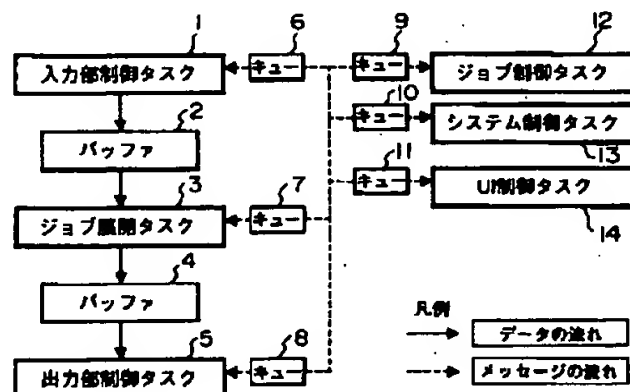 1
入力部制御タスク
6
キュー
9
キュー
12
ジョブ制御タスク
2
バッファ
10
キュー
システム制御タスク
13
3
ジョブ展開タスク
7
キュー
11
キュー
UI制御タスク
14
4
バッファ
5
出力部制御タスク
8
キュー
凡例
データの流れ
メッセージの流れ